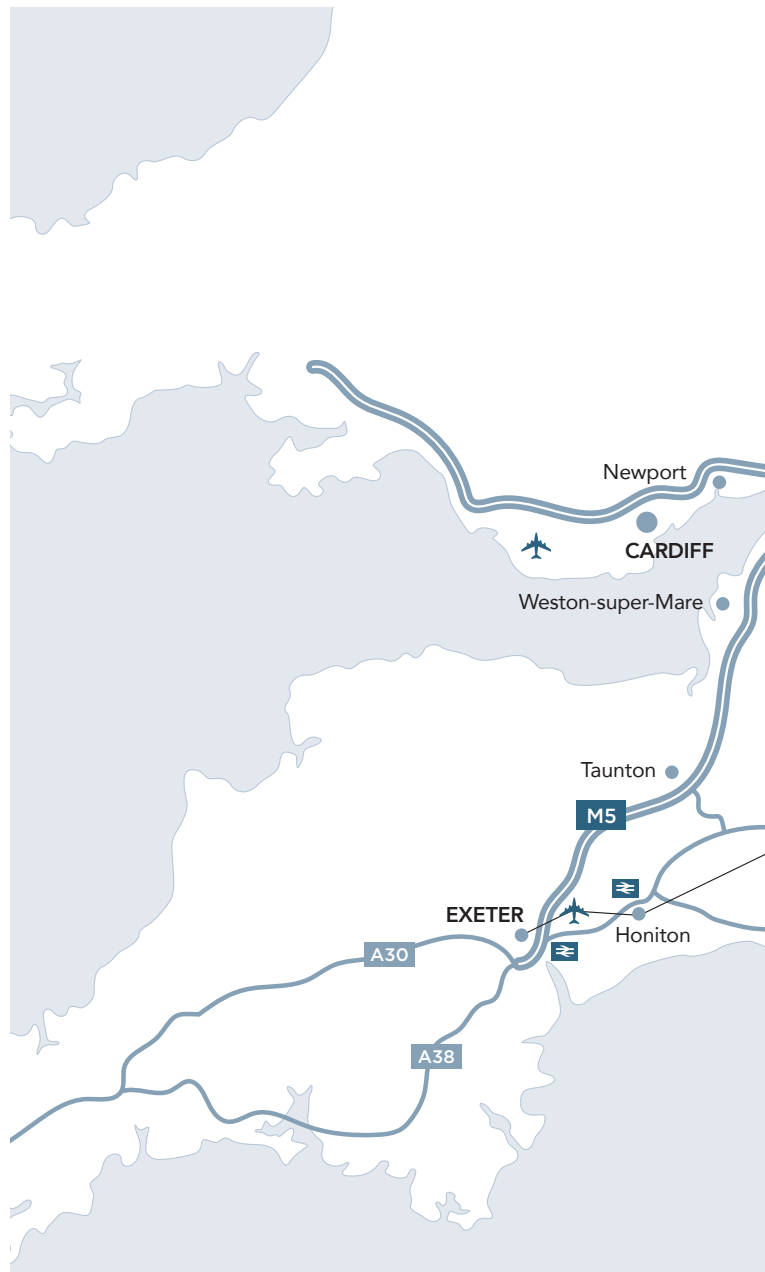 Newport
CARDIFF
Weston-super-Mare
Taunton
M5
EXETER
Honiton
A30
A38